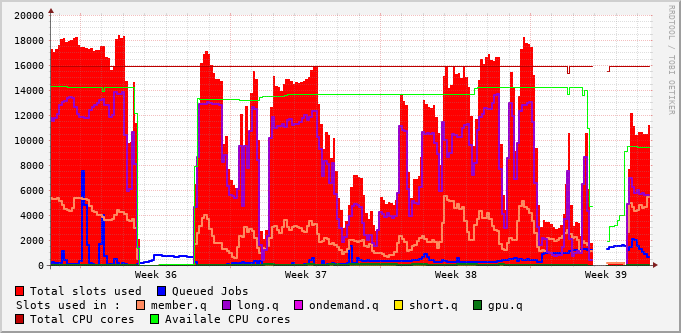 20000
18000
16000
14000
12000
10000
8000
6000
4000
2000
0
Week 36 Week 37 Week 38 Week 39
RRDTOOL / TOBI OETIKER
Total slots used Queued Jobs
Slots used in : member.q long.q ondemand.q short.q gpu.q
Total CPU cores Availale CPU cores